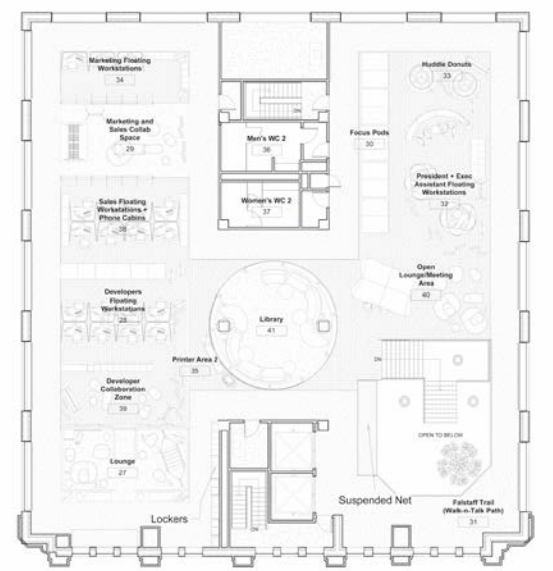 Marketing Floating
Workstations
34
Huddle Donuts
33
Marketing and
Sales Collab
Space
29
DN
Men's WC 2
36
Focus Pods
30
President + Exec
Assistant Floating
Workstations
32
Women's WC 2
37
Sales Floating
Workstations +
Phone Cabins
38
Open
Lounge/Meeting
Area
40
Developers
Floating
Workstations
28
Library
41
Printer Area 2
35
DN
Developer
Collaboration
Zone
39
OPEN TO BELOW
Lounge
27
Suspended Net
Falstaff Trail
(Walk-n-Talk Path)
31
Lockers
DN